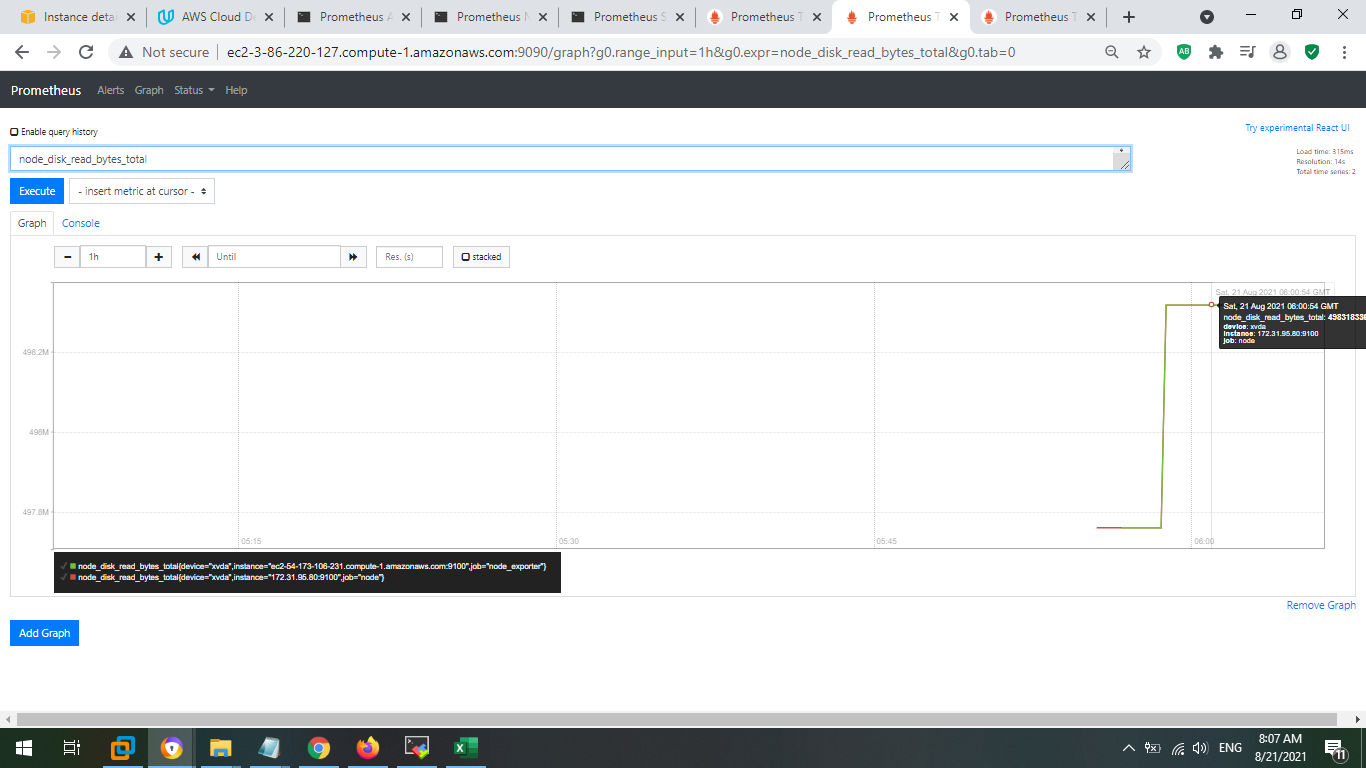 Instance detai
AWS Cloud De
Prometheus A
Prometheus N
Prometheus S
Prometheus T
Prometheus T
Prometheus T
Not secure
ec2-3-86-220-127.compute-1.amazonaws.com:9090/graph?g0.range_input=1h&g0.expr=node_disk_read_bytes_total&g0.tab=0
Prometheus Alerts Graph Status Help
Enable query history
Try experimental React UI
node_disk_read_bytes_total
Load time: 315ms
Resolution: 14s
Total time series: 2
Execute
- insert metric at cursor -
Graph Console
1h
Until
Res. (s)
stacked
Sat, 21 Aug 2021 06:00:54 GMT
Sat, 21 Aug 2021 06:00:54 GMT
node_disk_read_bytes_total: 498318336
device: xvda
instance: 172.31.95.80:9100
job: node
498.2M
498M
497.8M
05:15
05:30
05:45
06:00
node_disk_read_bytes_total{device="xvda",instance="ec2-54-173-106-231.compute-1.amazonaws.com:9100",job="node_exporter"}
node_disk_read_bytes_total{device="xvda",instance="172.31.95.80:9100",job="node"}
Remove Graph
Add Graph
ENG
8:07 AM
8/21/2021
11